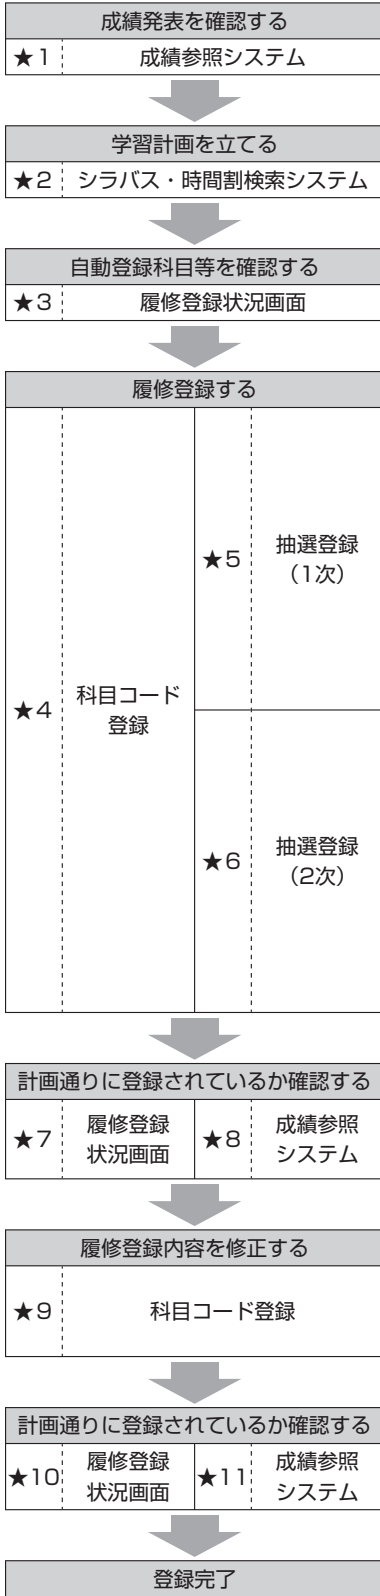 成績発表を確認する
★1 成績参照システム
学習計画を立てる
★2 シラバス・時間割検索システム
自動登録科目等を確認する
★3 履修登録状況画面
履修登録する
★4 科目コード
登録
★5 抽選登録
(1次)
★6 抽選登録
(2次)
計画通りに登録されているか確認する
★7 履修登録
状況画面
★8 成績参照
システム
履修登録内容を修正する
★9 科目コード登録
計画通りに登録されているか確認する
★10 履修登録
状況画面
★11 成績参照
システム
登録完了